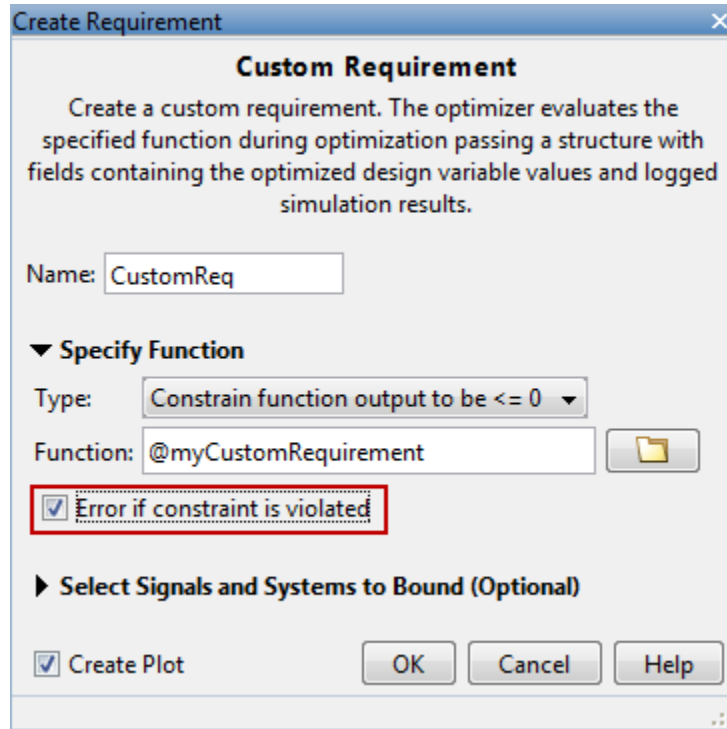 Create Requirement
Custom Requirement
Create a custom requirement. The optimizer evaluates the
specified function during optimization passing a structure with
fields containing the optimized design variable values and logged
simulation results.
Name: CustomReq
Specify Function
Type: Constrain function output to be <= 0
Function: @myCustomRequirement
Error if constraint is violated
Select Signals and Systems to Bound (Optional)
Create Plot OK Cancel Help